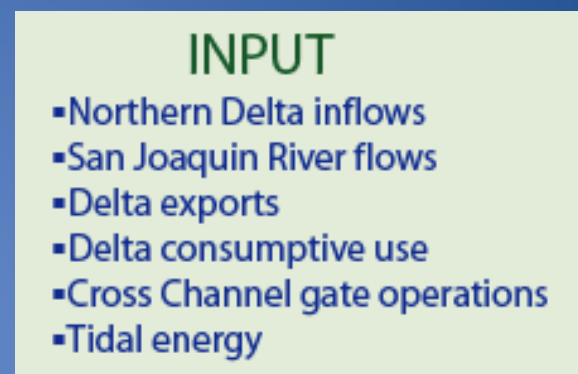 INPUT
▪Northern Delta inflows
▪San Joaquin River flows
▪Delta exports
▪Delta consumptive use
▪Cross Channel gate operations
▪Tidal energy